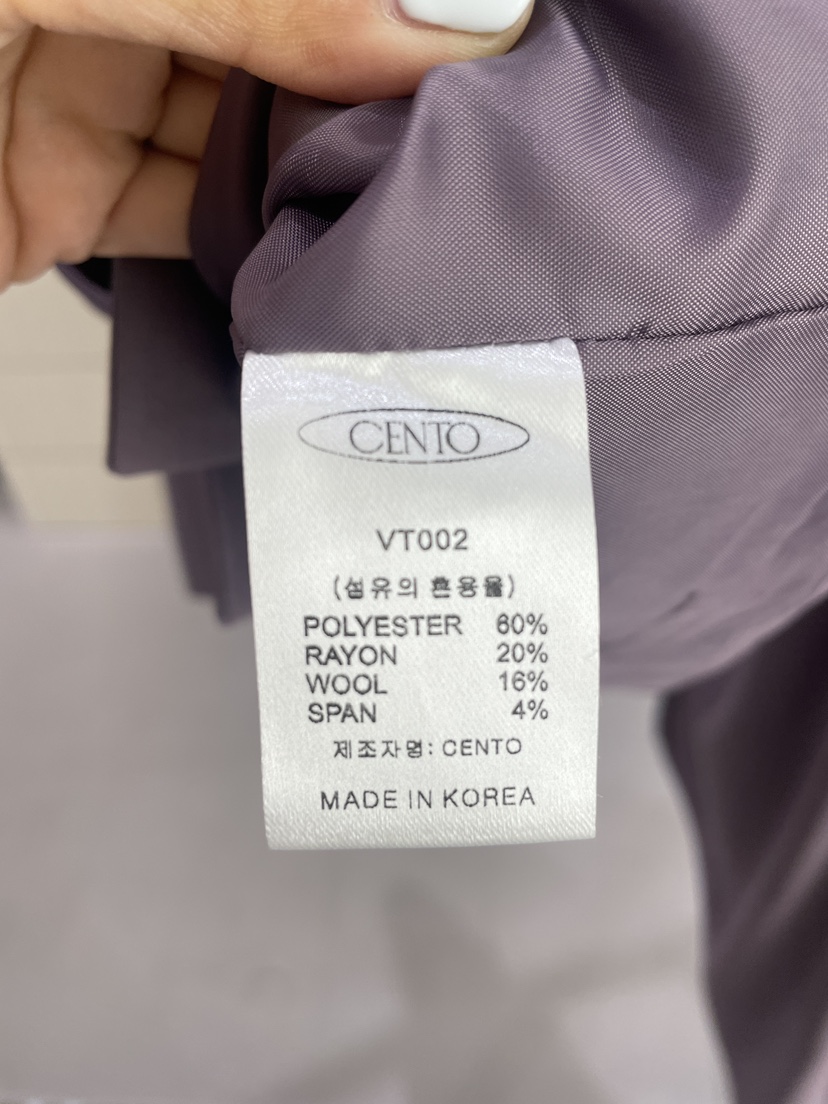 CENTO
VT002
(섬유의 혼용율)
POLYESTER 60%
RAYON 20%
WOOL 16%
SPAN 4%
제조자명: CENTO
MADE IN KOREA